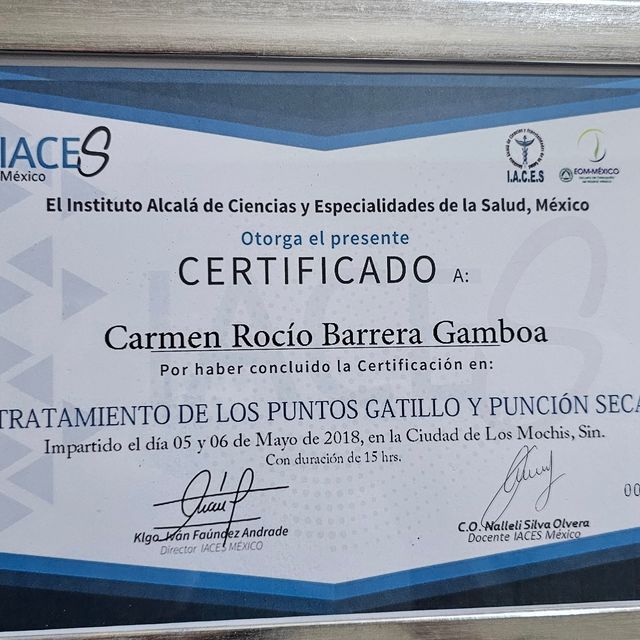 IACES
México
I.A.C.E.S
EOM-MÉXICO
El Instituto Alcalá de Ciencias y Especialidades de la Salud, México
Otorga el presente
CERTIFICADO A:
Carmen Rocío Barrera Gamboa
Por haber concluido la Certificación en:
TRATAMIENTO DE LOS PUNTOS GATILLO Y PUNCIÓN SECA
Impartido el día 05 y 06 de Mayo de 2018, en la Ciudad de Los Mochis, Sin.
Con duración de 15 hrs.
00
Klgo. Iván Faúndez Andrade
Director IACES MÉXICO
C.O. Nalleli Silva Olvera
Docente IACES México